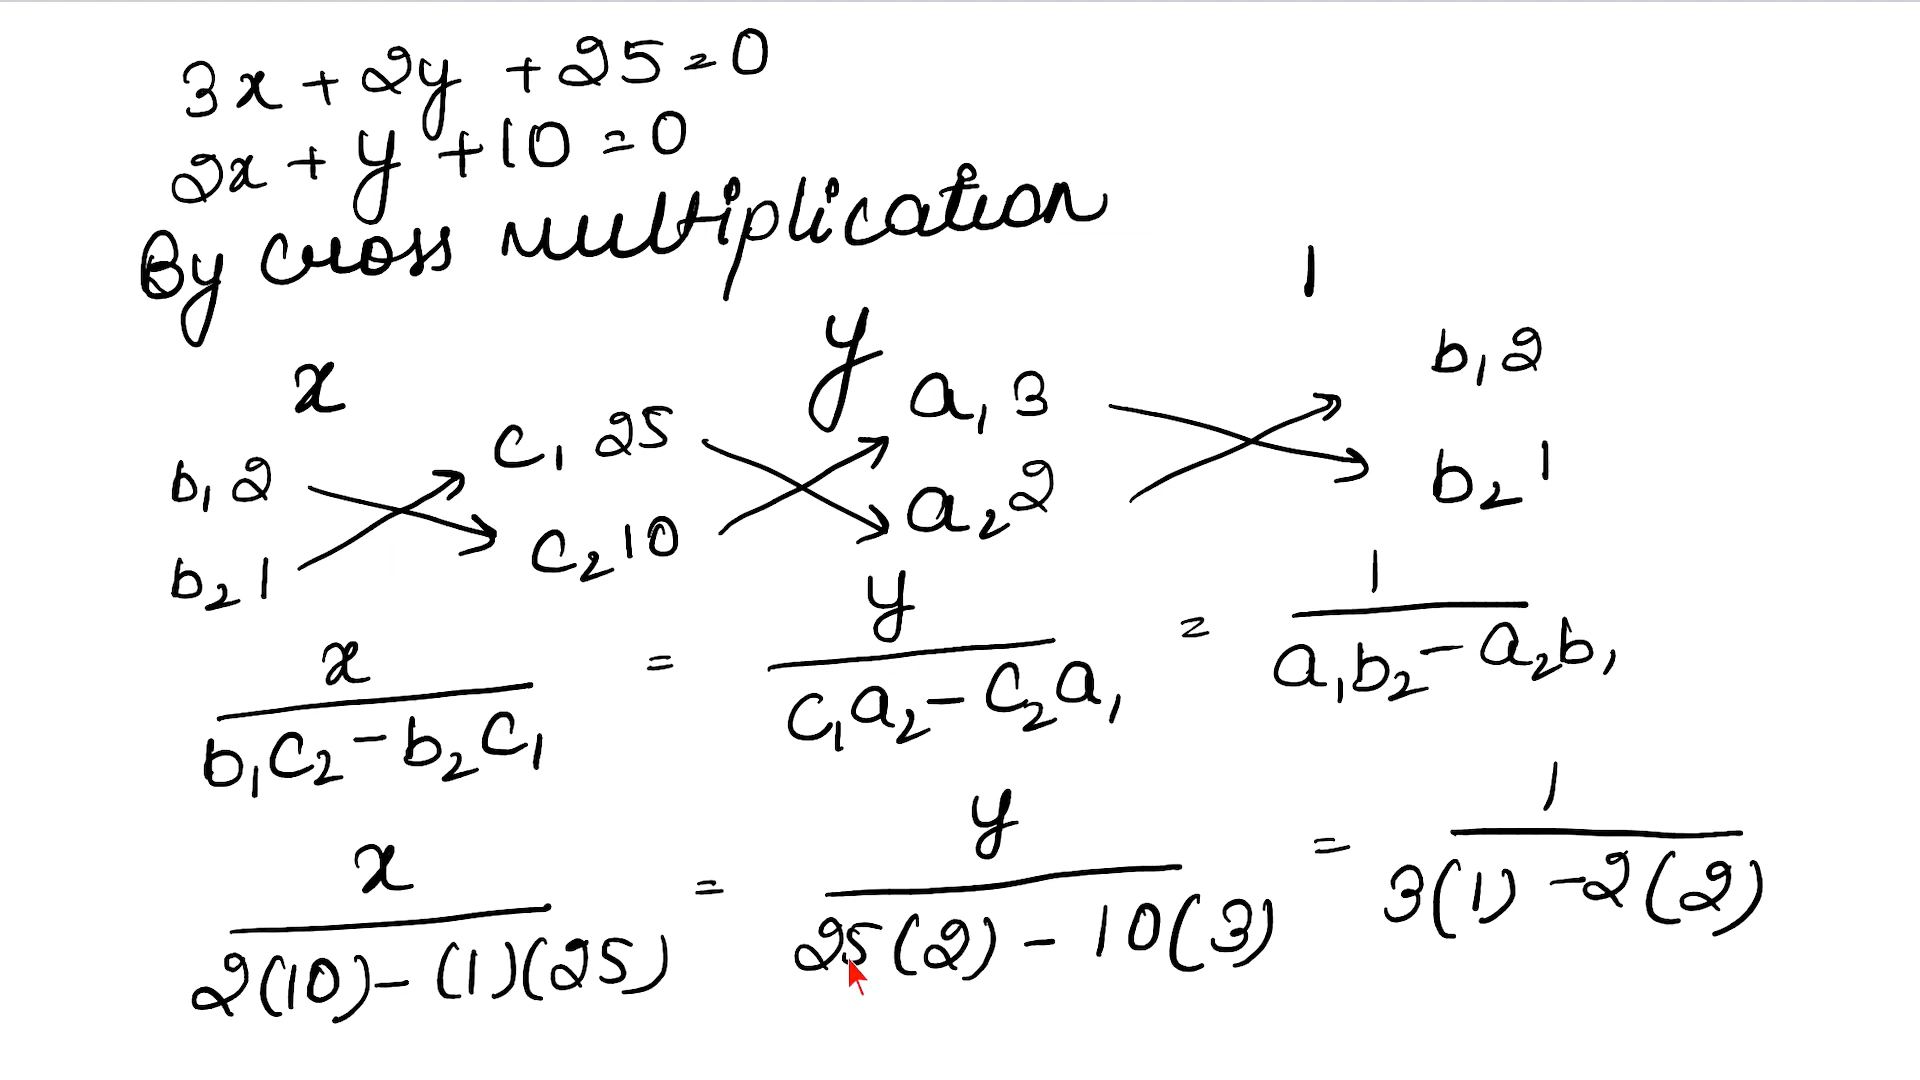 3x + 2y + 25 = 0
2x + y + 10 = 0
By cross multiplication
x y 1
b₁ 2 c₁ 25 a₁ 3 b₁ 2
b₂ 1 c₂ 10 a₂ 2 b₂ 1
x/(b₁c₂ - b₂c₁) = y/(c₁a₂ - c₂a₁) = 1/(a₁b₂ - a₂b₁)
x/(2(10) - (1)(25)) = y/(25(2) - 10(3)) = 1/(3(1) - 2(2))